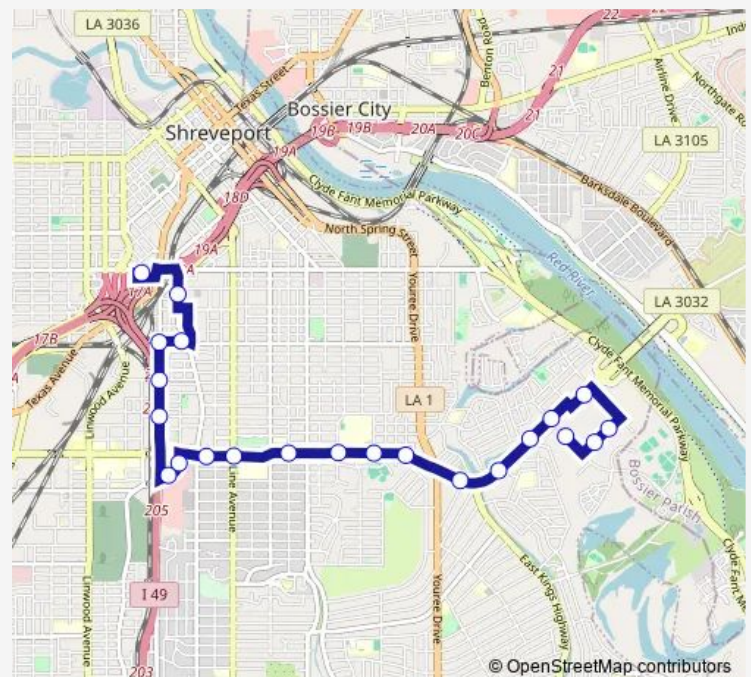 LA 3036
Texas Street
Benton Road
21
22
Airline Drive
Northgate
Bossier City
Shreveport
19B
19B
20A
20C
21
19A
18D
LA 3105
Clyde Fant Memorial Parkway
Barksdale Boulevard
North Spring Street
19A
Red River
17A
LA 3032
17B
Youree Drive
Texas Avenue
Linwood Avenue
LA 1
Clyde Fant Memorial Parkway
Line Avenue
Bossier Parish
205
East Kings Highway
I 49
Linwood Avenue
Youree Drive
203
© OpenStreetMap contributors